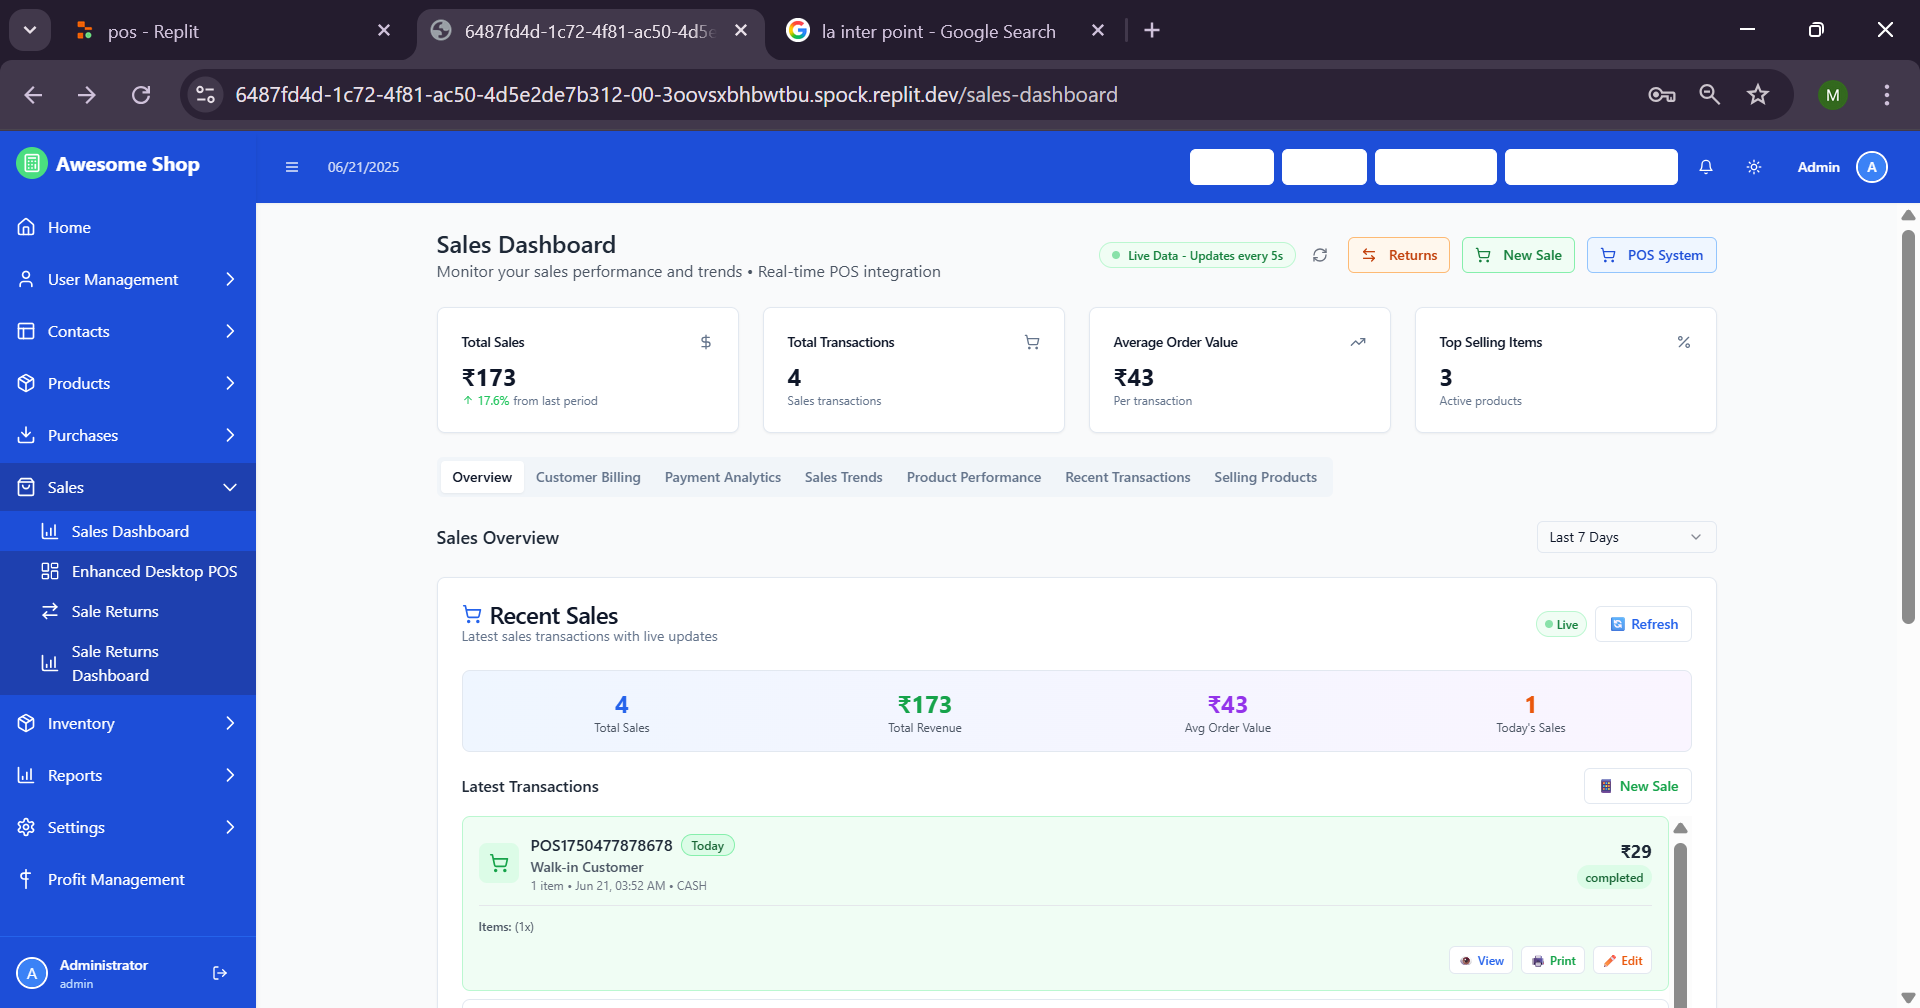 pos - Replit
6487fd4d-1c72-4f81-ac50-4d5e
la inter point - Google Search
6487fd4d-1c72-4f81-ac50-4d5e2de7b312-00-3oovsxbhbwtbu.spock.replit.dev/sales-dashboard
M
Awesome Shop
06/21/2025
Admin
A
Home
User Management
Contacts
Products
Purchases
Sales
Sales Dashboard
Enhanced Desktop POS
Sale Returns
Sale Returns
Dashboard
Inventory
Reports
Settings
Profit Management
A
Administrator
admin
Sales Dashboard
Monitor your sales performance and trends • Real-time POS integration
Live Data - Updates every 5s
Returns
New Sale
POS System
Total Sales
$
₹173
↑ 17.6% from last period
Total Transactions
4
Sales transactions
Average Order Value
₹43
Per transaction
Top Selling Items
%
3
Active products
Overview
Customer Billing
Payment Analytics
Sales Trends
Product Performance
Recent Transactions
Selling Products
Sales Overview
Last 7 Days
Recent Sales
Latest sales transactions with live updates
Live
Refresh
4
Total Sales
₹173
Total Revenue
₹43
Avg Order Value
1
Today's Sales
Latest Transactions
New Sale
POS1750477878678
Today
Walk-in Customer
1 item • Jun 21, 03:52 AM • CASH
₹29
completed
Items: (1x)
View
Print
Edit